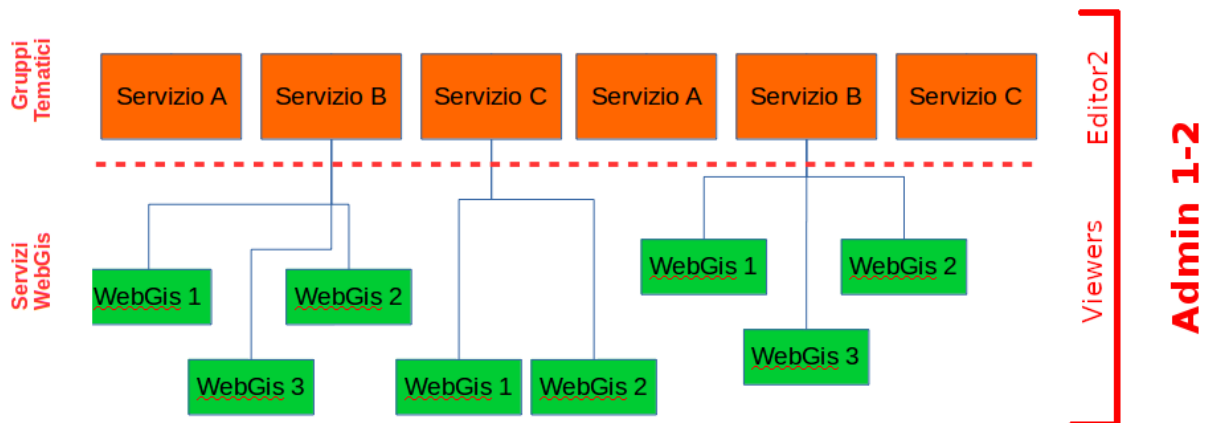 Gruppi
Tematici
Servizio A
Servizio B
Servizio C
Servizio A
Servizio B
Servizio C
Editor2
Servizi
WebGis
WebGis 1
WebGis 2
WebGis 3
WebGis 1
WebGis 2
WebGis 1
WebGis 2
WebGis 3
Viewers
Admin 1-2